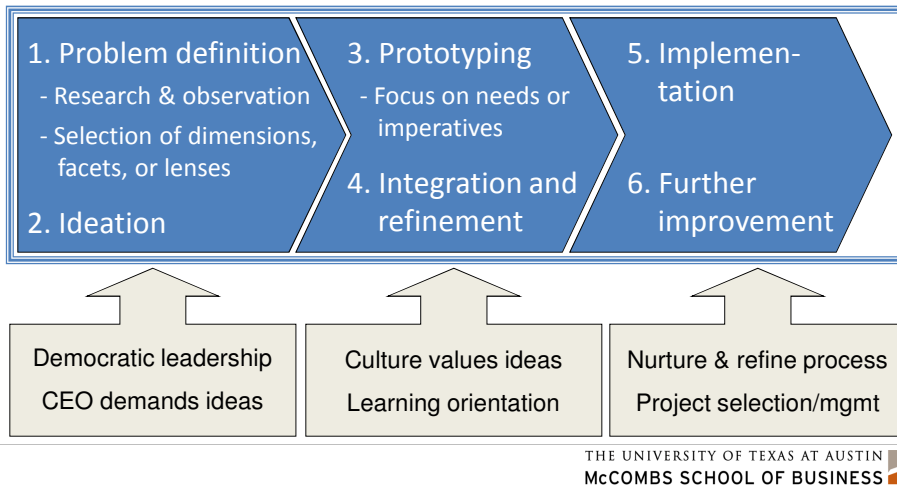 1. Problem definition
- Research & observation
- Selection of dimensions,
facets, or lenses
2. Ideation
3. Prototyping
- Focus on needs or
imperatives
4. Integration and
refinement
5. Implemen-
tation
6. Further
improvement
Democratic leadership
CEO demands ideas
Culture values ideas
Learning orientation
Nurture & refine process
Project selection/mgmt
THE UNIVERSITY OF TEXAS AT AUSTIN
McCOMBS SCHOOL OF BUSINESS